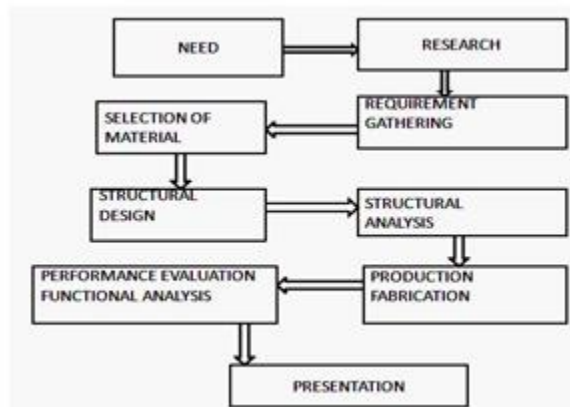 NEED
RESEARCH
REQUIREMENT
GATHERING
SELECTION OF
MATERIAL
STRUCTURAL
DESIGN
STRUCTURAL
ANALYSIS
PRODUCTION
FABRICATION
PERFORMANCE EVALUATION
FUNCTIONAL ANALYSIS
PRESENTATION